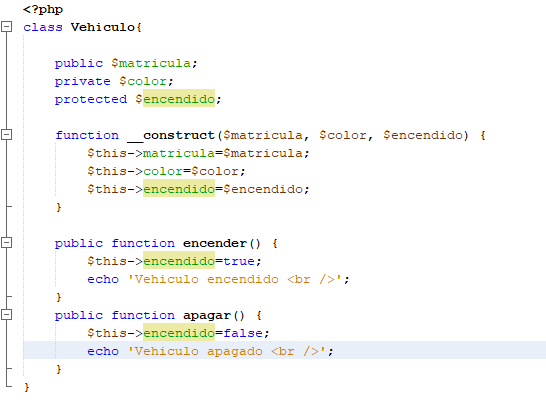 <?php
class Vehiculo{
public $matricula;
private $color;
protected $encendido;
function __construct($matricula, $color, $encendido) {
$this->matricula=$matricula;
$this->color=$color;
$this->encendido=$encendido;
}
public function encender() {
$this->encendido=true;
echo 'Vehiculo encendido <br />';
}
public function apagar() {
$this->encendido=false;
echo 'Vehiculo apagado <br />';
}
}